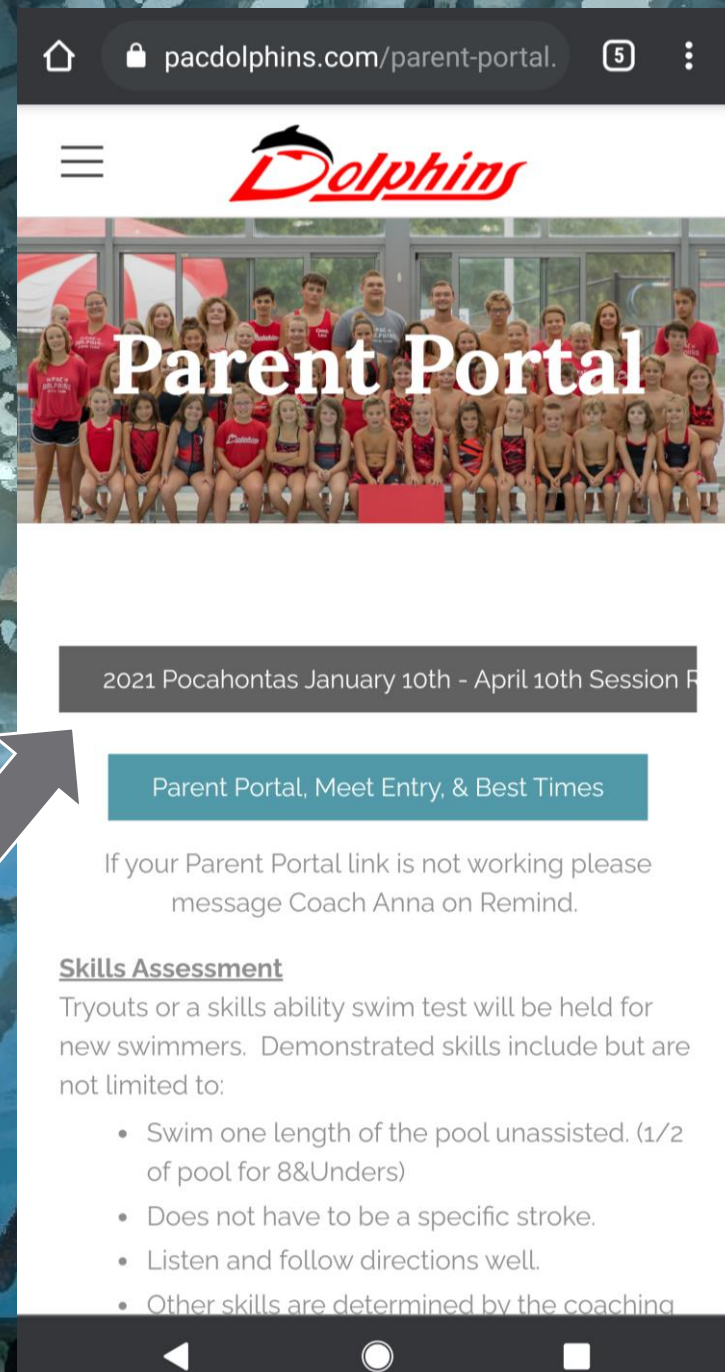 pacdolphins.com/parent-portal.
5
Dolphins
Parent Portal
2021 Pocahontas January 10th - April 10th Session R
Parent Portal, Meet Entry, & Best Times
If your Parent Portal link is not working please
message Coach Anna on Remind.
Skills Assessment
Tryouts or a skills ability swim test will be held for
new swimmers. Demonstrated skills include but are
not limited to:
• Swim one length of the pool unassisted. (1/2
of pool for 8&Unders)
• Does not have to be a specific stroke.
• Listen and follow directions well.
• Other skills are determined by the coaching